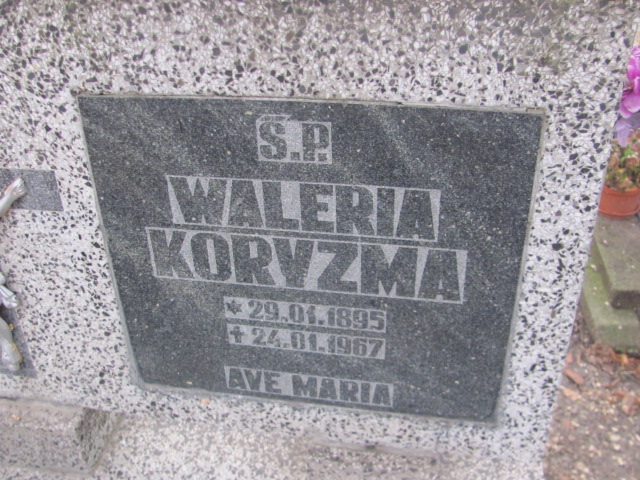 Ś.P.
WALERIA
KORYZMA
* 29.01.1895
+ 24.01.1967
AVE MARIA